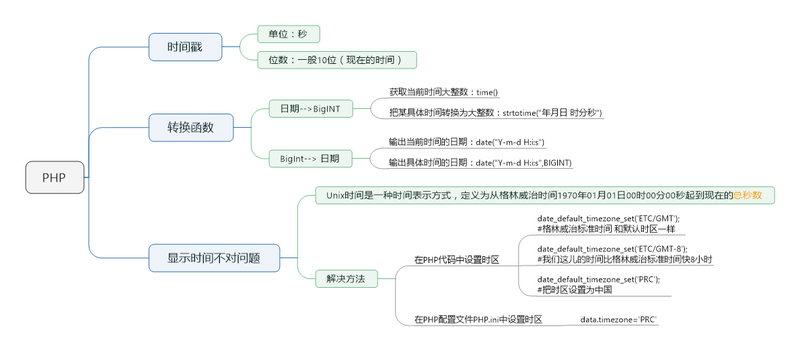 PHP
时间戳
单位：秒
位数：一般10位（现在的时间）
转换函数
日期-->BigINT
获取当前时间大整数：time()
把某具体时间转换为大整数：strtotime("年月日 时分秒")
BigInt--> 日期
输出当前时间的日期：date("Y-m-d H:i:s")
输出具体时间的日期：date("Y-m-d H:i:s",BIGINT)
显示时间不对问题
Unix时间是一种时间表示方式，定义为从格林威治时间1970年01月01日00时00分00秒起到现在的总秒数
解决方法
在PHP代码中设置时区
date_default_timezone_set('ETC/GMT');
#格林威治标准时间 和默认时区一样
date_default_timezone_set('ETC/GMT-8');
#我们这儿的时间比格林威治标准时间快8小时
date_default_timezone_set('PRC');
#把时区设置为中国
在PHP配置文件PHP.ini中设置时区
data.timezone='PRC'